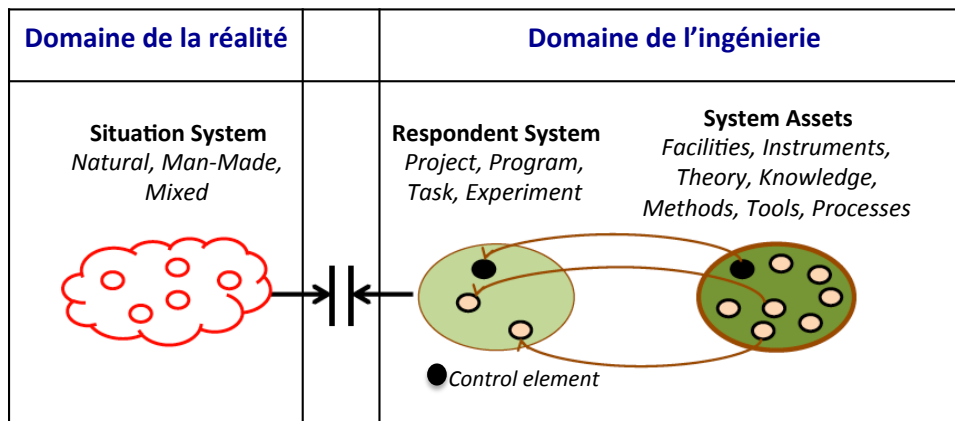 Domaine de la réalité
Domaine de l’ingénierie
Situation System
Natural, Man-Made,
Mixed
Respondent System
Project, Program,
Task, Experiment
System Assets
Facilities, Instruments,
Theory, Knowledge,
Methods, Tools, Processes
Control element